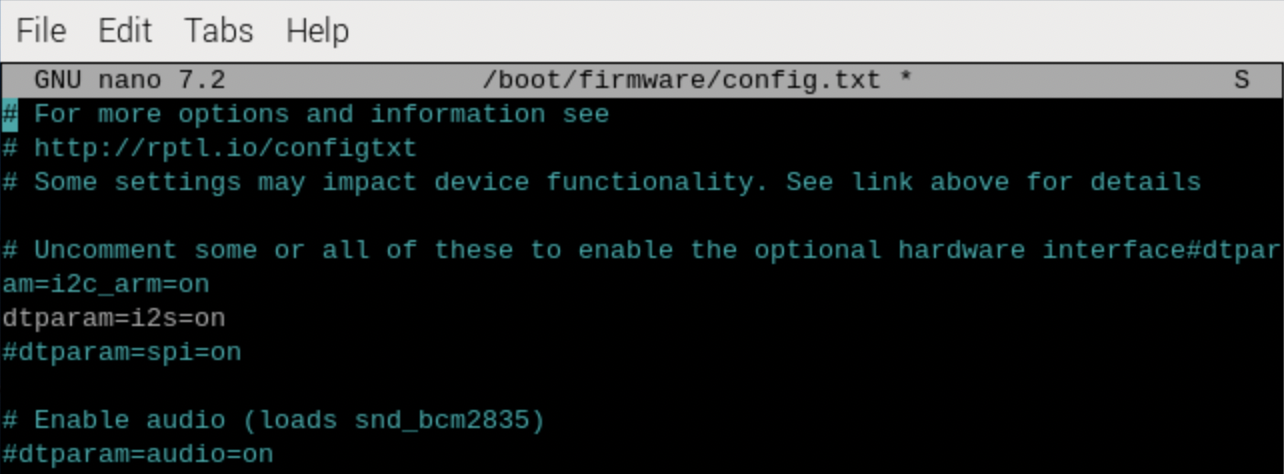 File Edit Tabs Help
GNU nano 7.2 /boot/firmware/config.txt * S
# For more options and information see
# http://rptl.io/configtxt
# Some settings may impact device functionality. See link above for details
# Uncomment some or all of these to enable the optional hardware interface#dtpar
am=i2c_arm=on
dtparam=i2s=on
#dtparam=spi=on
# Enable audio (loads snd_bcm2835)
#dtparam=audio=on